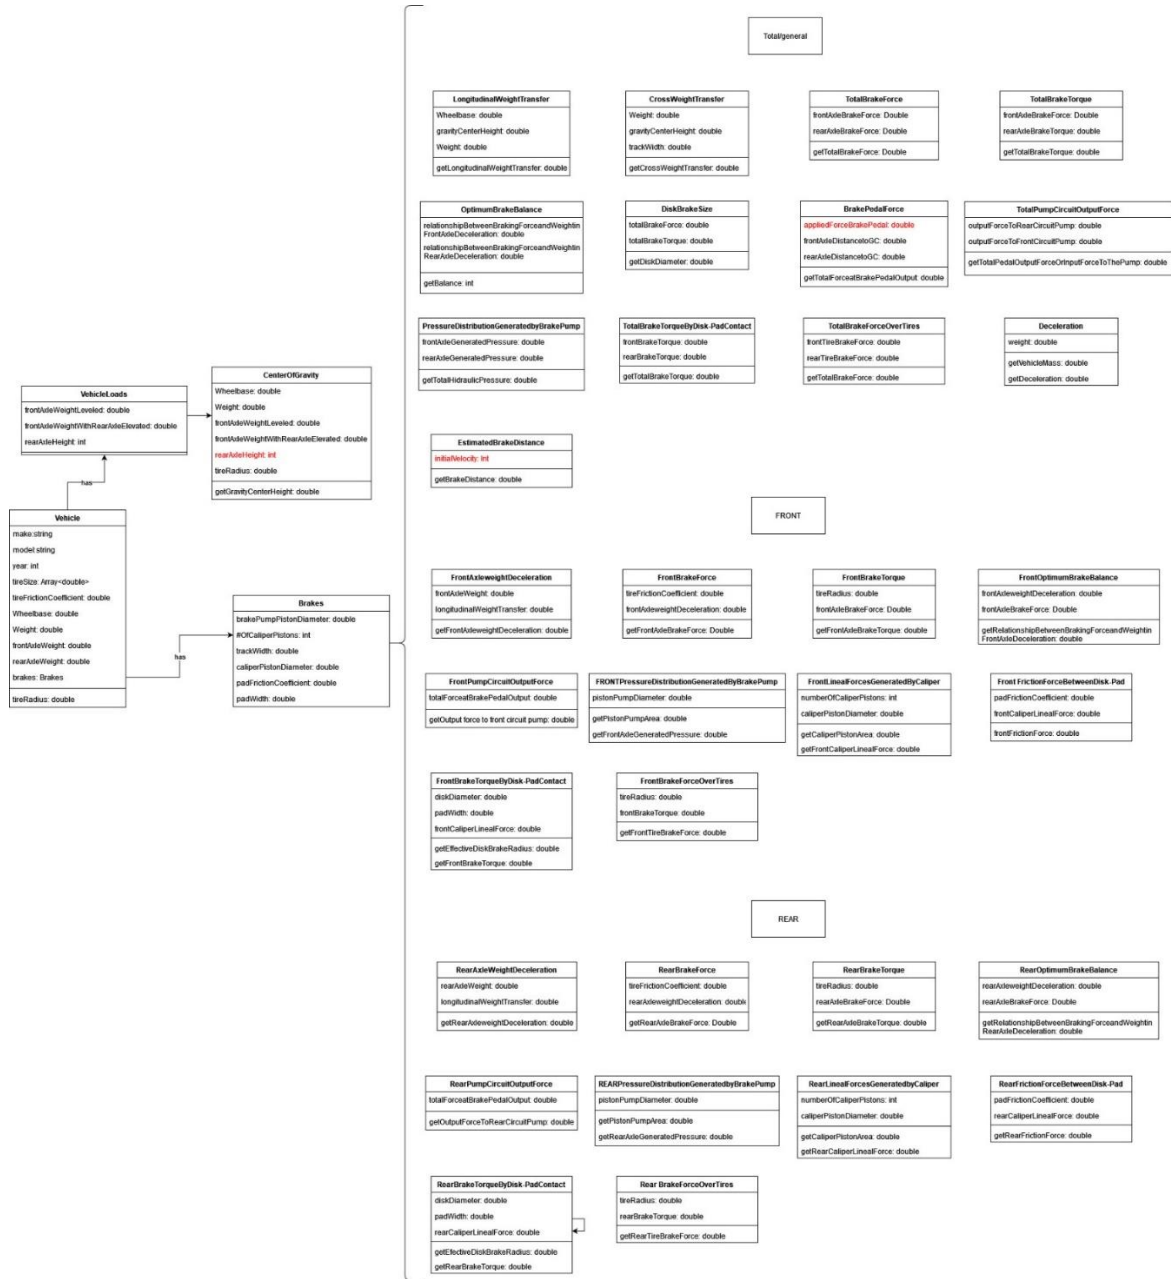 Total/general
LongitudinalWeightTransfer
Wheelbase: double
gravityCenterHeight: double
Weight: double
getLongitudinalWeightTransfer: double
CrossWeightTransfer
Weight: double
gravityCenterHeight: double
trackWidth: double
getCrossWeightTransfer: double
TotalBrakeForce
frontAxleBrakeForce: Double
rearAxleBrakeForce: double
getTotalBrakeForce: Double
TotalBrakeTorque
frontAxleBrakeForce: Double
rearAxleBrakeTorque: double
getTotalBrakeTorque: double
OptimumBrakeBalance
relationshipBetweenBrakingForceandWeightin
FrontAxleDeceleration: double
relationshipBetweenBrakingForceandWeightin
RearAxleDeceleration: double
getBalance: int
DiskBrakeSize
totalBrakeForce: double
totalBrakeTorque: double
getDiskDiameter: double
BrakePedalForce
appliedForceBrakePedal: double
frontAxleDistancetoGC: double
rearAxleDistancetoGC: double
getTotalForceatBrakePedalOutput: double
TotalPumpCircuitOutputForce
outputForceToRearCircuitPump: double
outputForceToFrontCircuitPump: double
getTotalPedalOutputForceOrInputForceToThePump: double
PressureDistributionGeneratedbyBrakePump
frontAxleGeneratedPressure: double
rearAxleGeneratedPressure: double
getTotalHidraulicPressure: double
TotalBrakeTorqueByDisk-PadContact
frontBrakeTorque: double
rearBrakeTorque: double
getTotalBrakeTorque: double
TotalBrakeForceOverTires
frontTireBrakeForce: double
rearTireBrakeForce: double
getTotalBrakeForce: double
Deceleration
weight: double
getVehicleMass: double
getDeceleration: double
EstimatedBrakeDistance
initialVelocity: Int
getBrakeDistance: double
VehicleLoads
frontAxleWeightLeveled: double
frontAxleWeightWithRearAxleElevated: double
rearAxleHeight: int
CenterOfGravity
Wheelbase: double
Weight: double
frontAxleWeightLeveled: double
frontAxleWeightWithRearAxleElevated: double
rearAxleHeight: int
tireRadius: double
getGravityCenterHeight: double
has
Vehicle
make:string
model:string
year: int
tireSize: Array<double>
tireFrictionCoefficient: double
Wheelbase: double
Weight: double
frontAxleWeight: double
rearAxleWeight: double
brakes: Brakes
tireRadius: double
has
Brakes
brakePumpPistonDiameter: double
#OfCaliperPistons: int
trackWidth: double
caliperPistonDiameter: double
padFrictionCoefficient: double
padWidth: double
FRONT
FrontAxleweightDeceleration
frontAxleWeight: double
longitudinalWeightTransfer: double
getFrontAxleweightDeceleration: double
FrontBrakeForce
tireFrictionCoefficient: double
frontAxleweightDeceleration: double
getFrontAxleBrakeForce: Double
FrontBrakeTorque
tireRadius: double
frontAxleBrakeForce: Double
getFrontAxleBrakeTorque: double
FrontOptimumBrakeBalance
frontAxleweightDeceleration: double
frontAxleBrakeForce: Double
getRelationshipBetweenBrakingForceandWeightin
FrontAxleDeceleration: double
FrontPumpCircuitOutputForce
totalForceatBrakePedalOutput: double
getOutput force to front circuit pump: double
FRONTPressureDistributionGeneratedByBrakePump
pistonPumpDiameter: double
getPistonPumpArea: double
getFrontAxleGeneratedPressure: double
FrontLinealForcesGeneratedByCaliper
numberOfCaliperPistons: int
caliperPistonDiameter: double
getCaliperPistonArea: double
getFrontCaliperLinealForce: double
Front FrictionForceBetweenDisk-Pad
padFrictionCoefficient: double
frontCaliperLinealForce: double
frontFrictionForce: double
FrontBrakeTorqueByDisk-PadContact
diskDiameter: double
padWidth: double
frontCaliperLinealForce: double
getEffectiveDiskBrakeRadius: double
getFrontBrakeTorque: double
FrontBrakeForceOverTires
tireRadius: double
frontBrakeTorque: double
getFrontTireBrakeForce: double
REAR
RearAxleWeightDeceleration
rearAxleWeight: double
longitudinalWeightTransfer: double
getRearAxleweightDeceleration: double
RearBrakeForce
tireFrictionCoefficient: double
rearAxleweightDeceleration: double
getRearAxleBrakeForce: Double
RearBrakeTorque
tireRadius: double
rearAxleBrakeForce: Double
getRearAxleBrakeTorque: double
RearOptimumBrakeBalance
rearAxleweightDeceleration: double
rearAxleBrakeForce: Double
getRelationshipBetweenBrakingForceandWeightin
RearAxleDeceleration: double
RearPumpCircuitOutputForce
totalForceatBrakePedalOutput: double
getOutputForceToRearCircuitPump: double
REARPressureDistributionGeneratedbyBrakePump
pistonPumpDiameter: double
getPistonPumpArea: double
getRearAxleGeneratedPressure: double
RearLinealForcesGeneratedbyCaliper
numberOfCaliperPistons: int
caliperPistonDiameter: double
getCaliperPistonArea: double
getRearCaliperLinealForce: double
RearFrictionForceBetweenDisk-Pad
padFrictionCoefficient: double
rearCaliperLinealForce: double
getRearFrictionForce: double
RearBrakeTorqueByDisk-PadContact
diskDiameter: double
padWidth: double
rearCaliperLinealForce: double
getEfectiveDiskBrakeRadius: double
getRearBrakeTorque: double
Rear BrakeForceOverTires
tireRadius: double
rearBrakeTorque: double
getRearTireBrakeForce: double